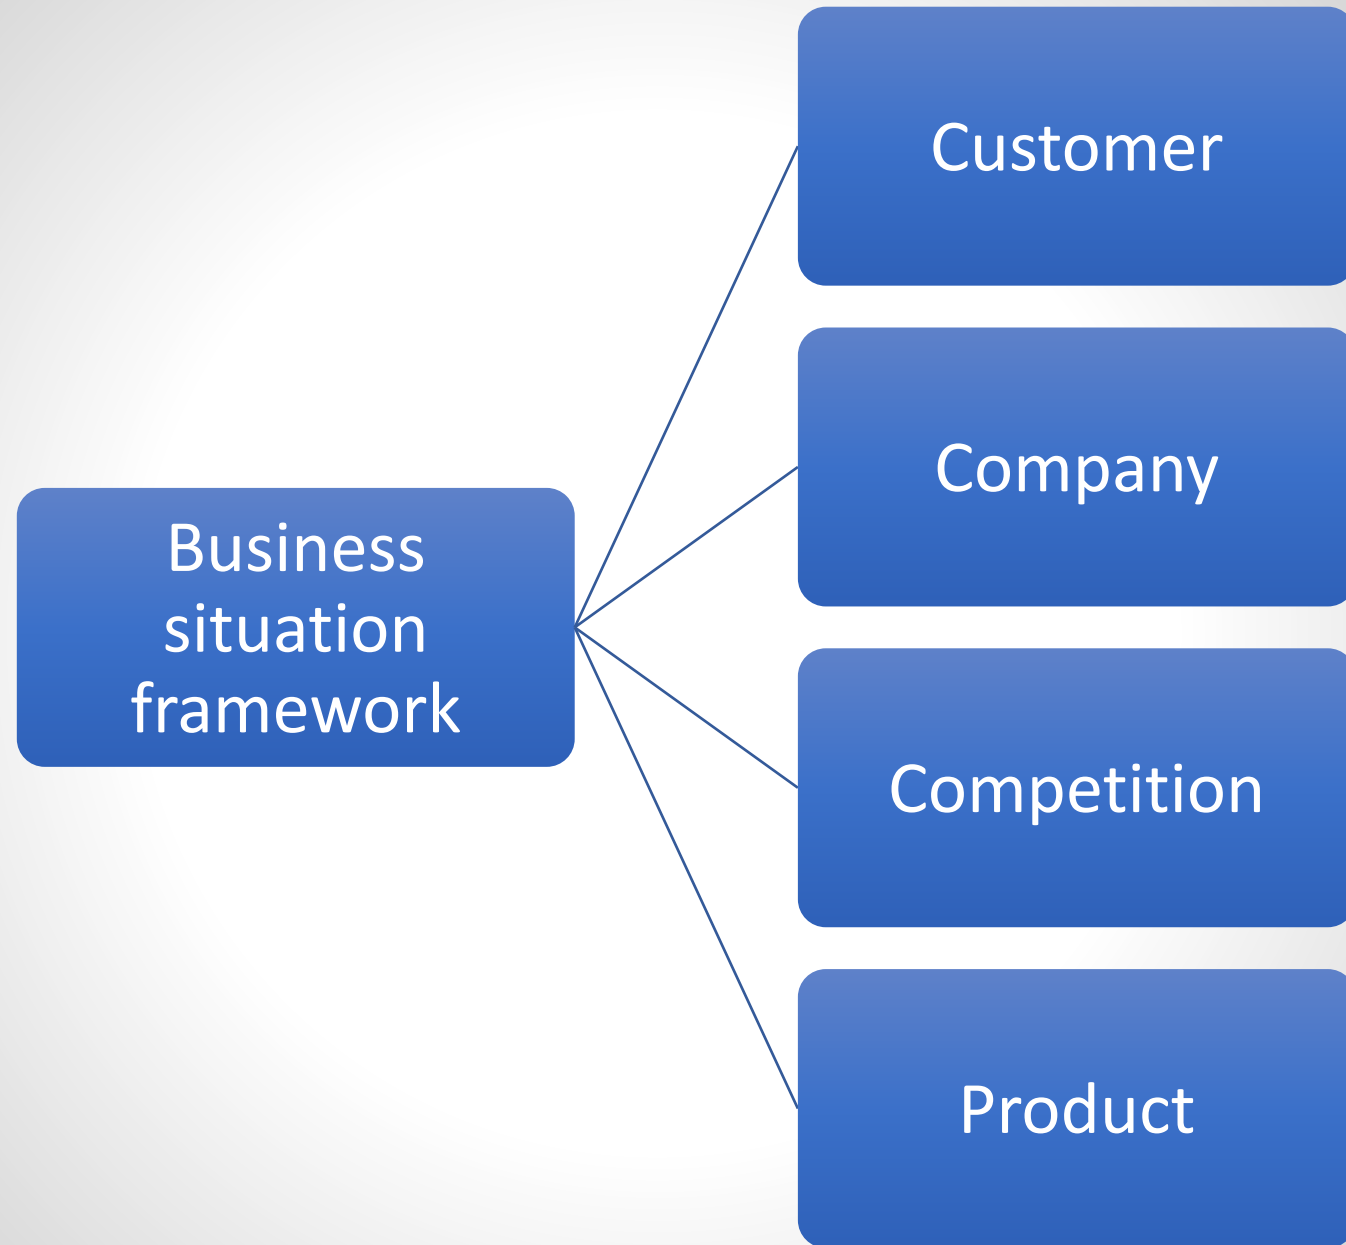 Customer
Company
Business
situation
framework
Competition
Product